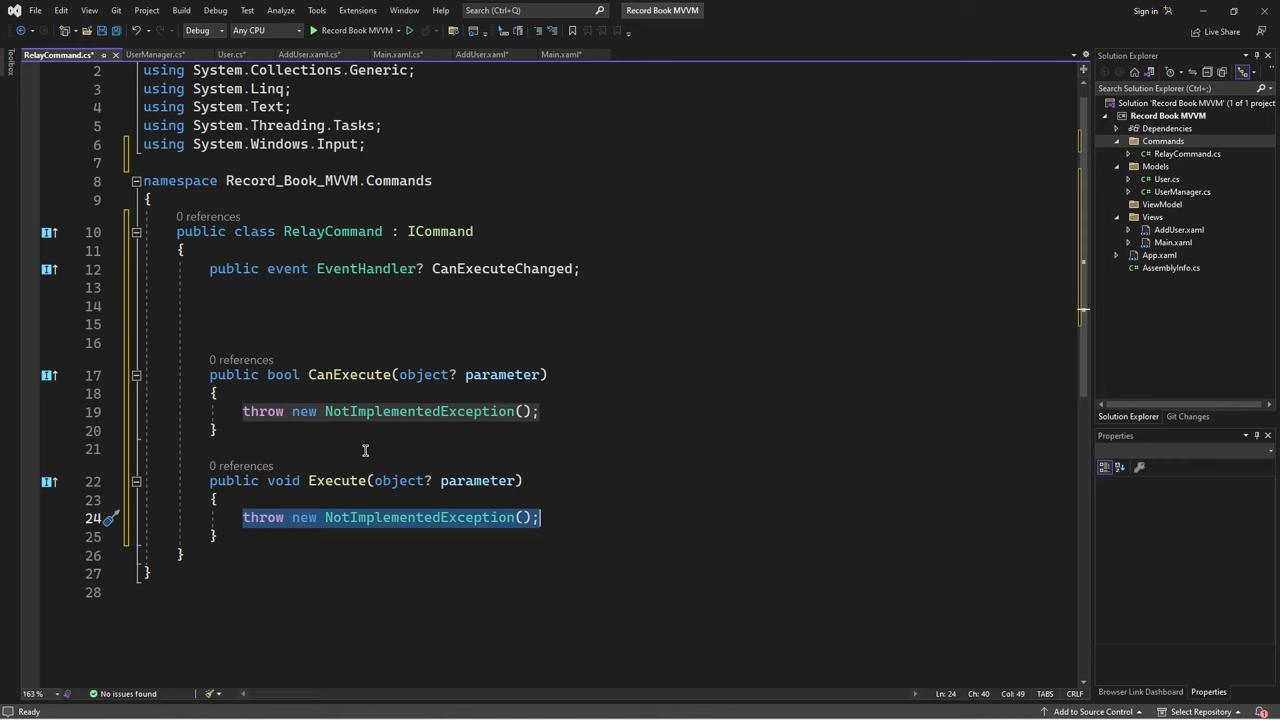 File Edit View Git Project Build Debug Test Analyze Tools Extensions Window Help Search (Ctrl+;) Record Book MVVM Sign in
Debug Any CPU Record Book MVVM Live Share
RelayCommand.cs* UserManager.cs* User.cs* AddUser.xaml.cs* Main.xaml.cs* AddUser.xaml* Main.xaml*
Toolbox
2 using System.Collections.Generic;
3 using System.Linq;
4 using System.Text;
5 using System.Threading.Tasks;
6 using System.Windows.Input;
7
8 namespace Record_Book_MVVM.Commands
9 {
0 references
10 public class RelayCommand : ICommand
11 {
12 public event EventHandler? CanExecuteChanged;
13
14
15
16
0 references
17 public bool CanExecute(object? parameter)
18 {
19 throw new NotImplementedException();
20 }
21
0 references
22 public void Execute(object? parameter)
23 {
24 throw new NotImplementedException();
25 }
26 }
27 }
28
163 % No issues found Ln: 24 Ch: 40 Col: 49 TABS CRLF
Solution Explorer
Search Solution Explorer (Ctrl+;)
Solution 'Record Book MVVM' (1 of 1 project)
Record Book MVVM
Dependencies
Commands
RelayCommand.cs
Models
User.cs
UserManager.cs
ViewModel
Views
AddUser.xaml
Main.xaml
App.xaml
AssemblyInfo.cs
Solution Explorer Git Changes
Properties
Browser Link Dashboard Properties
Ready Add to Source Control Select Repository 1